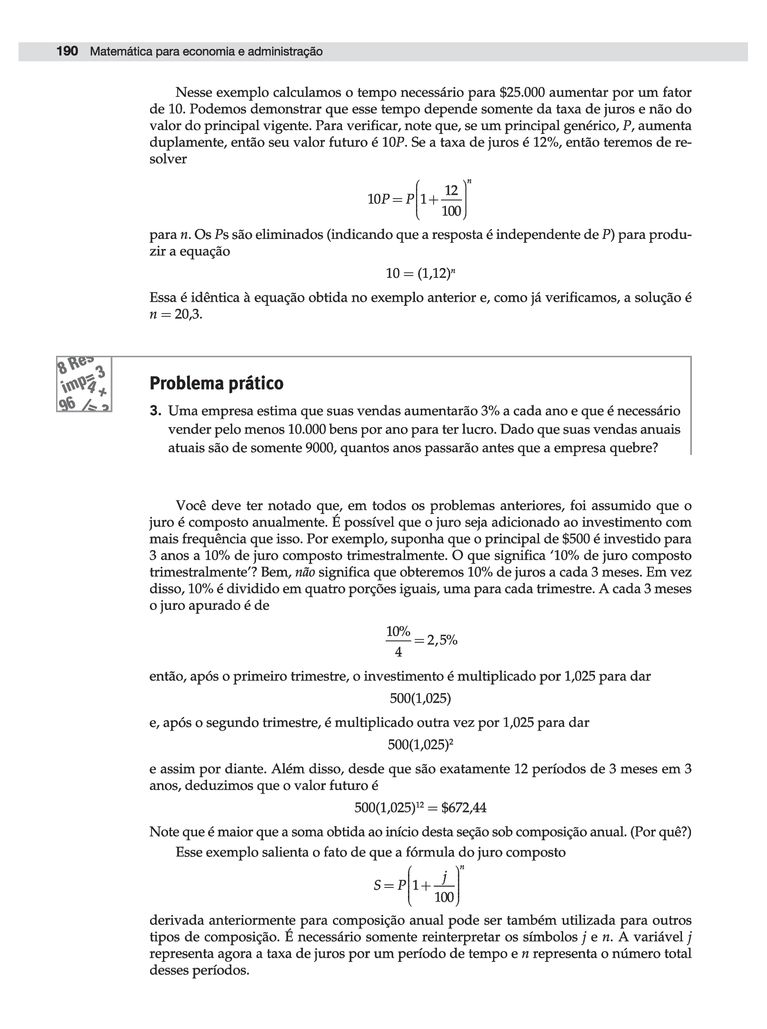 190 Matemática para economia e administração
Nesse exemplo calculamos o tempo necessário para $25.000 aumentar por um fator
de 10. Podemos demonstrar que esse tempo depende somente da taxa de juros e não do
valor do principal vigente. Para verificar, note que, se um principal genérico, P, aumenta
duplamente, então seu valor futuro é 10P. Se a taxa de juros é 12%, então teremos de re-
solver
10P = P(1 + 12/100)^n
para n. Os Ps são eliminados (indicando que a resposta é independente de P) para produ-
zir a equação
10 = (1,12)^n
Essa é idêntica à equação obtida no exemplo anterior e, como já verificamos, a solução é
n = 20,3.
8 Res
imp= 3
4 +
96 /= 2
Problema prático
3. Uma empresa estima que suas vendas aumentarão 3% a cada ano e que é necessário
vender pelo menos 10.000 bens por ano para ter lucro. Dado que suas vendas anuais
atuais são de somente 9000, quantos anos passarão antes que a empresa quebre?
Você deve ter notado que, em todos os problemas anteriores, foi assumido que o
juro é composto anualmente. É possível que o juro seja adicionado ao investimento com
mais frequência que isso. Por exemplo, suponha que o principal de $500 é investido para
3 anos a 10% de juro composto trimestralmente. O que significa ‘10% de juro composto
trimestralmente’? Bem, não significa que obteremos 10% de juros a cada 3 meses. Em vez
disso, 10% é dividido em quatro porções iguais, uma para cada trimestre. A cada 3 meses
o juro apurado é de
10%/4 = 2,5%
então, após o primeiro trimestre, o investimento é multiplicado por 1,025 para dar
500(1,025)
e, após o segundo trimestre, é multiplicado outra vez por 1,025 para dar
500(1,025)²
e assim por diante. Além disso, desde que são exatamente 12 períodos de 3 meses em 3
anos, deduzimos que o valor futuro é
500(1,025)¹² = $672,44
Note que é maior que a soma obtida ao início desta seção sob composição anual. (Por quê?)
Esse exemplo salienta o fato de que a fórmula do juro composto
S = P(1 + j/100)^n
derivada anteriormente para composição anual pode ser também utilizada para outros
tipos de composição. É necessário somente reinterpretar os símbolos j e n. A variável j
representa agora a taxa de juros por um período de tempo e n representa o número total
desses períodos.